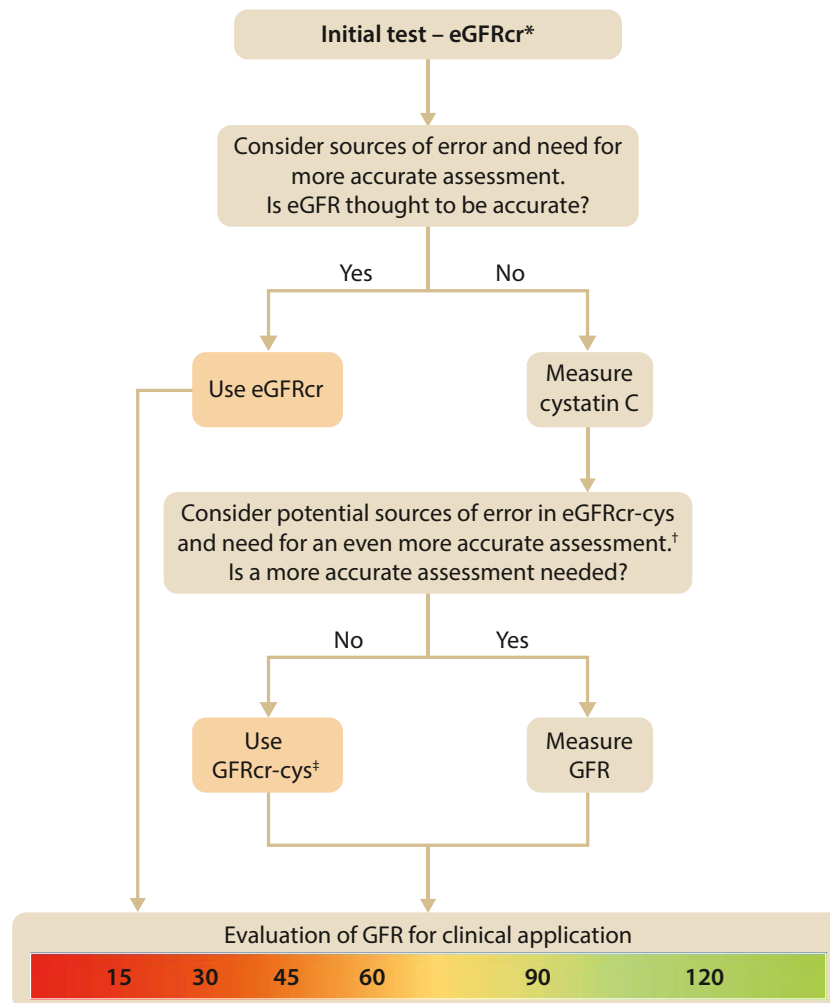 Initial test – eGFRcr*
Consider sources of error and need for
more accurate assessment.
Is eGFR thought to be accurate?
Yes
No
Use eGFRcr
Measure
cystatin C
Consider potential sources of error in eGFRcr-cys
and need for an even more accurate assessment.†
Is a more accurate assessment needed?
No
Yes
Use
GFRcr-cys‡
Measure
GFR
Evaluation of GFR for clinical application
15 30 45 60 90 120